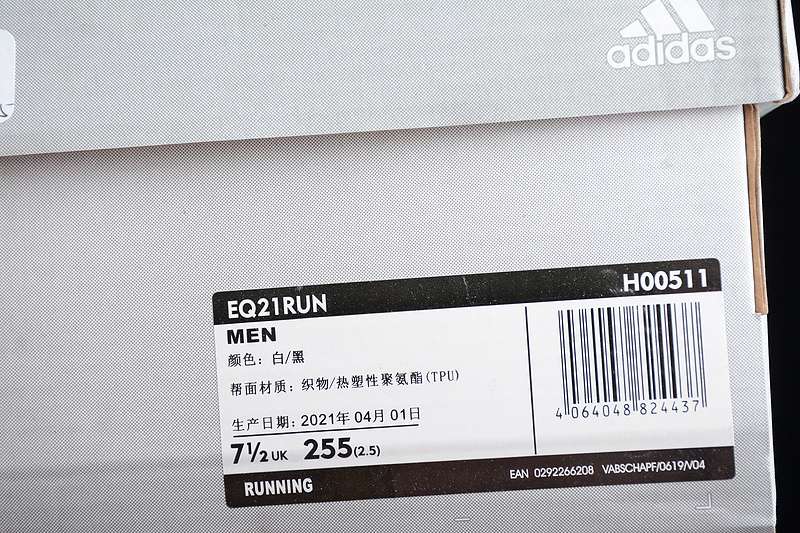 adidas
EQ21RUN
H00511
MEN
颜色: 白/黑
帮面材质: 织物/热塑性聚氨酯(TPU)
生产日期: 2021年 04月 01日
7½ UK 255(2.5)
4 064048 824437
RUNNING
EAN 0292266208 VABSCHAPF/0619/V04